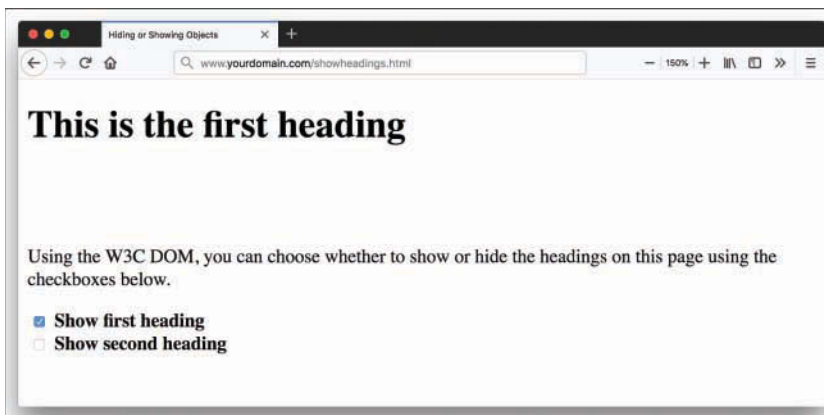 Hiding or Showing Objects
www.yourdomain.com/showheadings.html
150%
This is the first heading
Using the W3C DOM, you can choose whether to show or hide the headings on this page using the
checkboxes below.
Show first heading
Show second heading